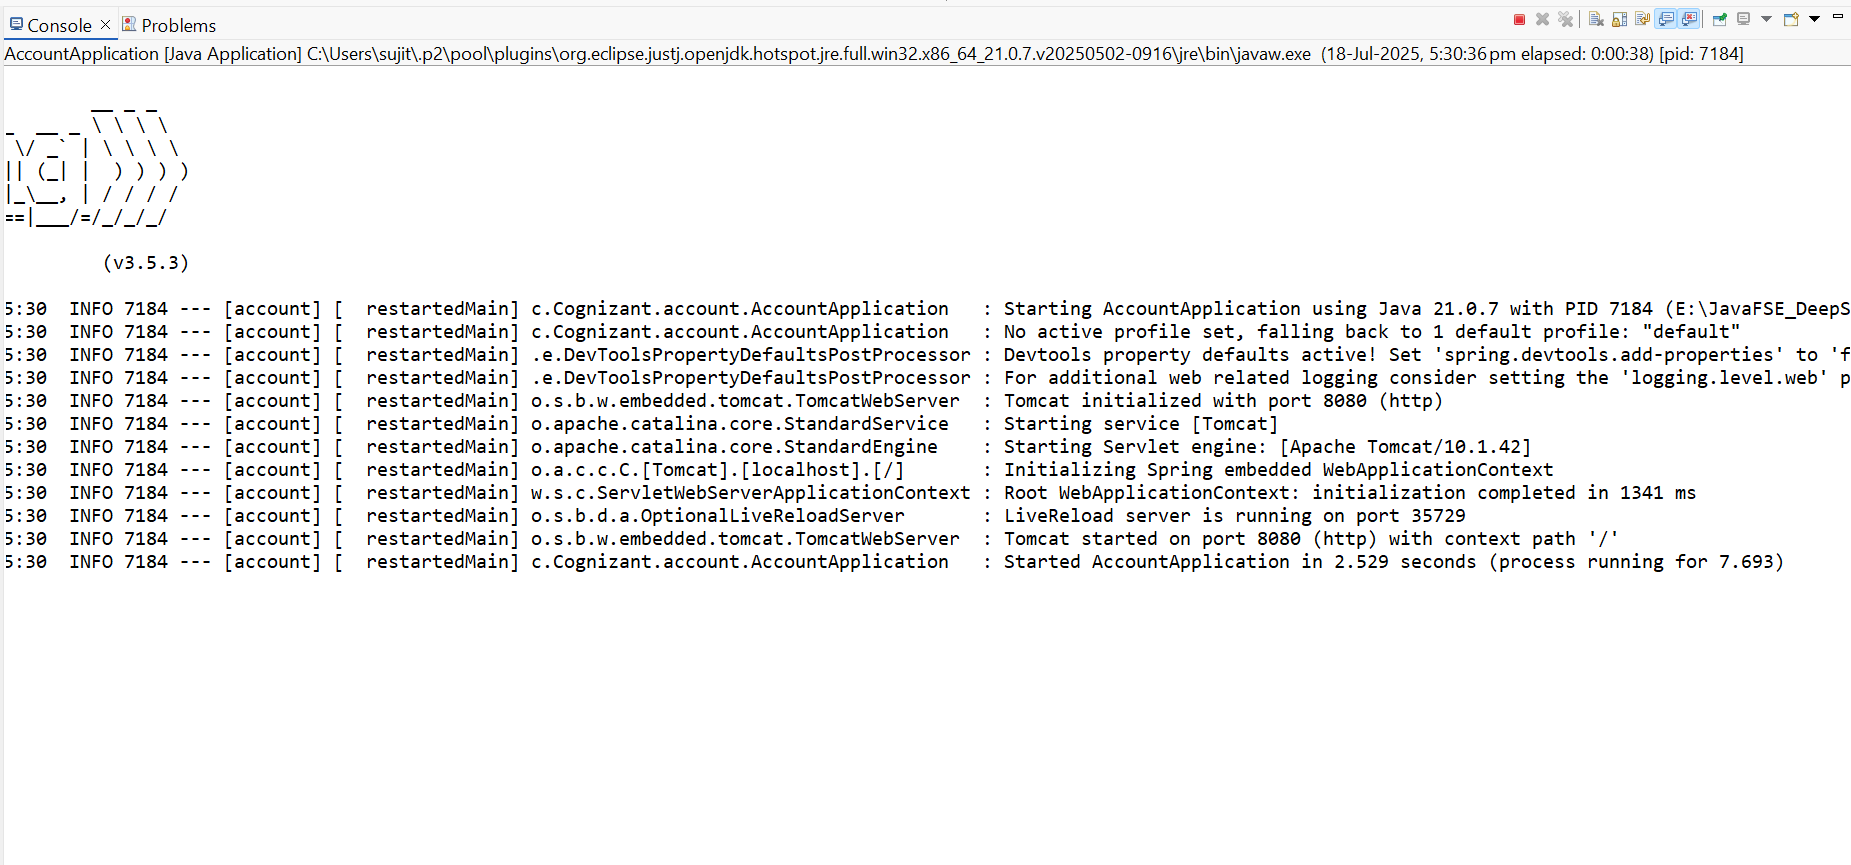 Console × Problems
AccountApplication [Java Application] C:\Users\sujit\.p2\pool\plugins\org.eclipse.justj.openjdk.hotspot.jre.full.win32.x86_64_21.0.7.v20250502-0916\jre\bin\javaw.exe (18-Jul-2025, 5:30:36 pm elapsed: 0:00:38) [pid: 7184]
        __ _ _
_  __ _ \ \ \ \
 \/ _` | \ \ \ \
|| (_| |  ) ) ) )
|_\__, | / / / /
==|___/=/_/_/_/
(v3.5.3)
5:30  INFO 7184 --- [account] [  restartedMain] c.Cognizant.account.AccountApplication   : Starting AccountApplication using Java 21.0.7 with PID 7184 (E:\JavaFSE_DeepS
5:30  INFO 7184 --- [account] [  restartedMain] c.Cognizant.account.AccountApplication   : No active profile set, falling back to 1 default profile: "default"
5:30  INFO 7184 --- [account] [  restartedMain] .e.DevToolsPropertyDefaultsPostProcessor : Devtools property defaults active! Set 'spring.devtools.add-properties' to 'f
5:30  INFO 7184 --- [account] [  restartedMain] .e.DevToolsPropertyDefaultsPostProcessor : For additional web related logging consider setting the 'logging.level.web' p
5:30  INFO 7184 --- [account] [  restartedMain] o.s.b.w.embedded.tomcat.TomcatWebServer  : Tomcat initialized with port 8080 (http)
5:30  INFO 7184 --- [account] [  restartedMain] o.apache.catalina.core.StandardService   : Starting service [Tomcat]
5:30  INFO 7184 --- [account] [  restartedMain] o.apache.catalina.core.StandardEngine    : Starting Servlet engine: [Apache Tomcat/10.1.42]
5:30  INFO 7184 --- [account] [  restartedMain] o.a.c.c.C.[Tomcat].[localhost].[/]       : Initializing Spring embedded WebApplicationContext
5:30  INFO 7184 --- [account] [  restartedMain] w.s.c.ServletWebServerApplicationContext : Root WebApplicationContext: initialization completed in 1341 ms
5:30  INFO 7184 --- [account] [  restartedMain] o.s.b.d.a.OptionalLiveReloadServer       : LiveReload server is running on port 35729
5:30  INFO 7184 --- [account] [  restartedMain] o.s.b.w.embedded.tomcat.TomcatWebServer  : Tomcat started on port 8080 (http) with context path '/'
5:30  INFO 7184 --- [account] [  restartedMain] c.Cognizant.account.AccountApplication   : Started AccountApplication in 2.529 seconds (process running for 7.693)